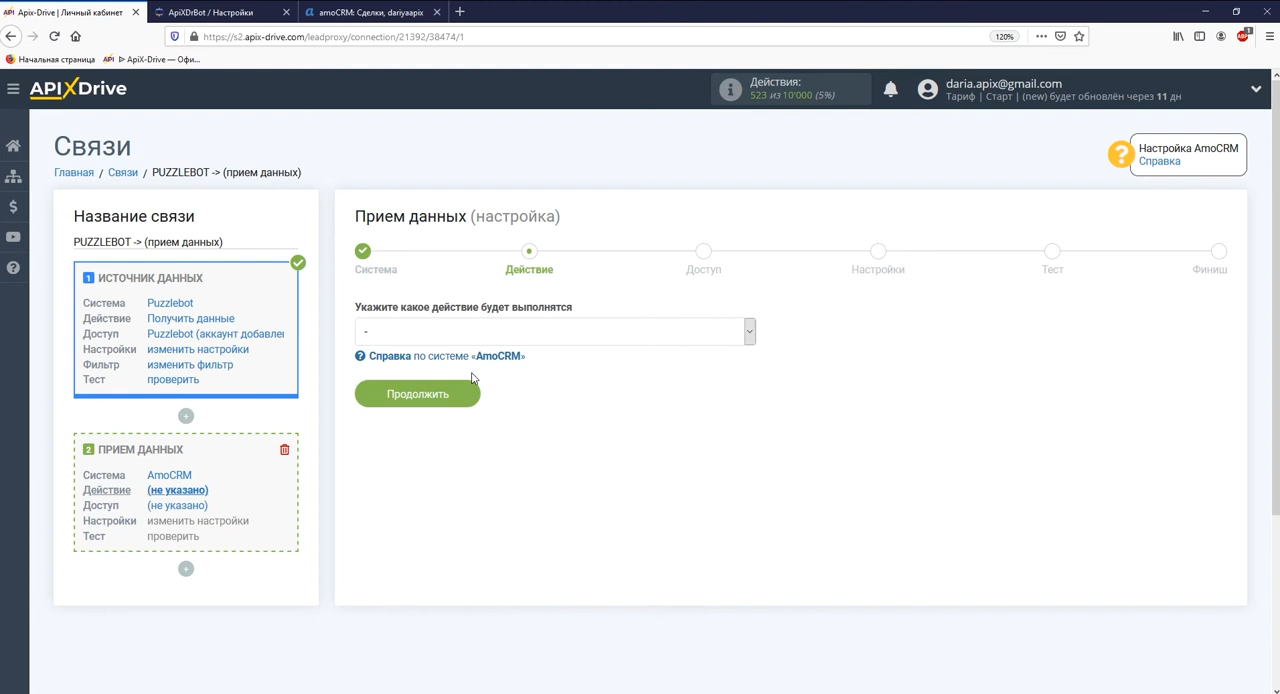 Apix-Drive | Личный кабинет
ApiXDrBot / Настройки
amoCRM: Сделки, dariyaapix
https://s2.apix-drive.com/leadproxy/connection/21392/38474/1
120%
Начальная страница
API ᐅ ApiX-Drive — Офи...
APIXDrive
Действия:
523 из 10'000 (5%)
daria.apix@gmail.com
Тариф | Старт | (new) будет обновлён через 11 дн
Связи
Главная / Связи / PUZZLEBOT -> (прием данных)
Настройка AmoCRM
Справка
Название связи
PUZZLEBOT -> (прием данных)
1 ИСТОЧНИК ДАННЫХ
Система Puzzlebot
Действие Получить данные
Доступ Puzzlebot (аккаунт добавлен
Настройки изменить настройки
Фильтр изменить фильтр
Тест проверить
2 ПРИЕМ ДАННЫХ
Система AmoCRM
Действие (не указано)
Доступ (не указано)
Настройки изменить настройки
Тест проверить
Прием данных (настройка)
Система
Действие
Доступ
Настройки
Тест
Финиш
Укажите какое действие будет выполнятся
-
Справка по системе «AmoCRM»
Продолжить